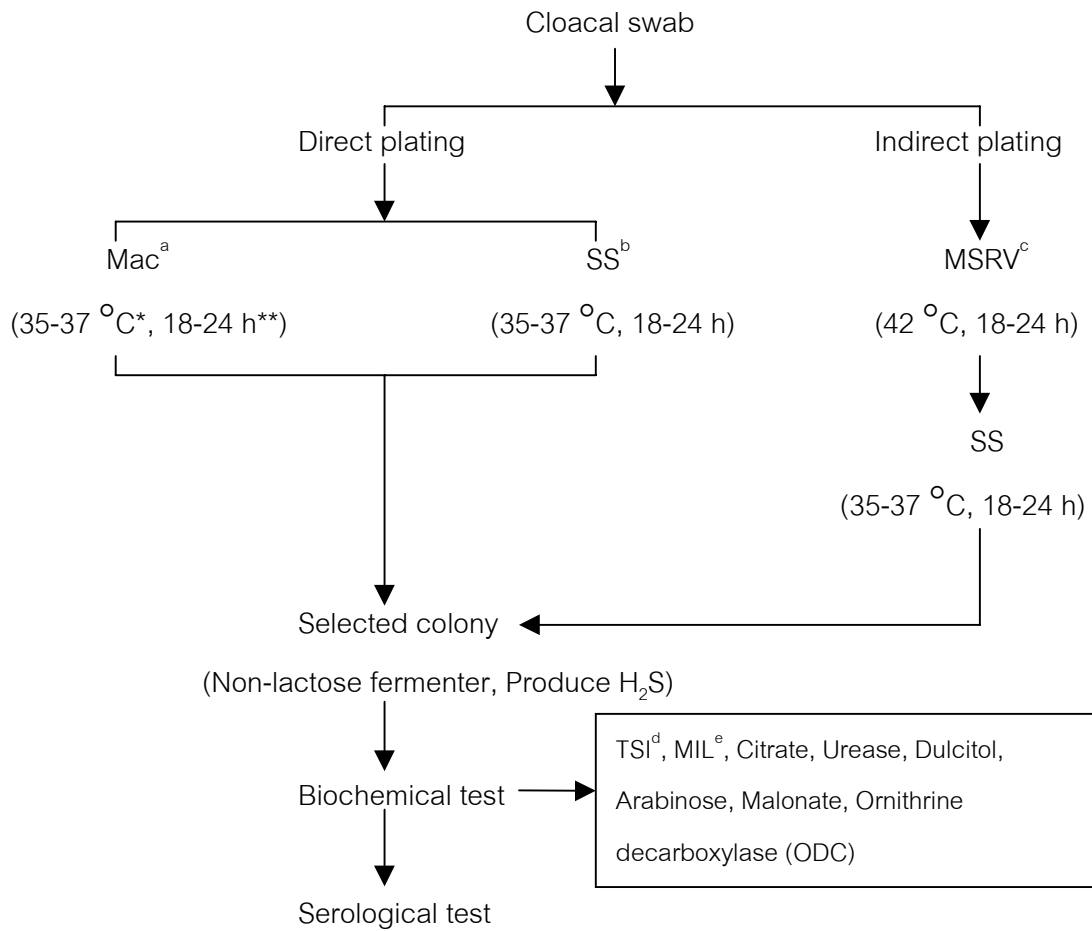 Cloacal swab
Direct plating
Indirect plating
Mac^a
SS^b
MSRV^c
(35-37 °C*, 18-24 h**)
(35-37 °C, 18-24 h)
(42 °C, 18-24 h)
SS
(35-37 °C, 18-24 h)
Selected colony
(Non-lactose fermenter, Produce H₂S)
Biochemical test
TSI^d, MIL^e, Citrate, Urease, Dulcitol,
Arabinose, Malonate, Ornithrine
decarboxylase (ODC)
Serological test